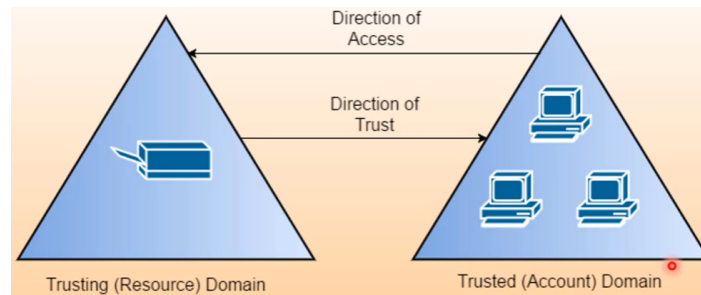 Direction of
Access
Direction of
Trust
Trusting (Resource) Domain
Trusted (Account) Domain